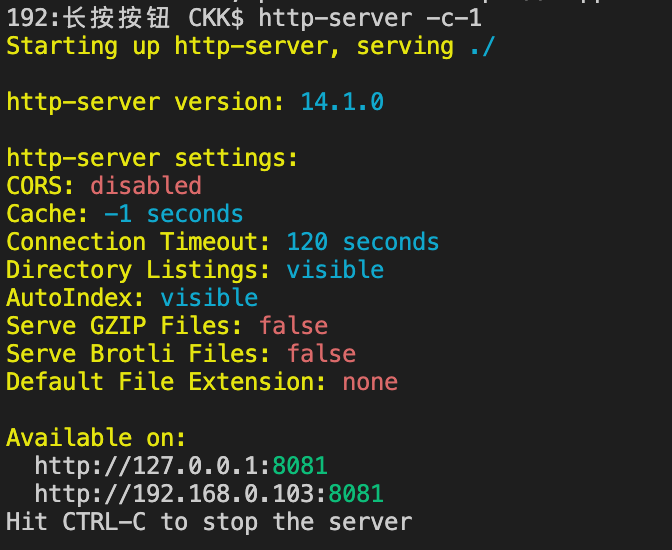 192:长按按钮 CKK$ http-server -c-1
Starting up http-server, serving ./
http-server version: 14.1.0
http-server settings:
CORS: disabled
Cache: -1 seconds
Connection Timeout: 120 seconds
Directory Listings: visible
AutoIndex: visible
Serve GZIP Files: false
Serve Brotli Files: false
Default File Extension: none
Available on:
  http://127.0.0.1:8081
  http://192.168.0.103:8081
Hit CTRL-C to stop the server